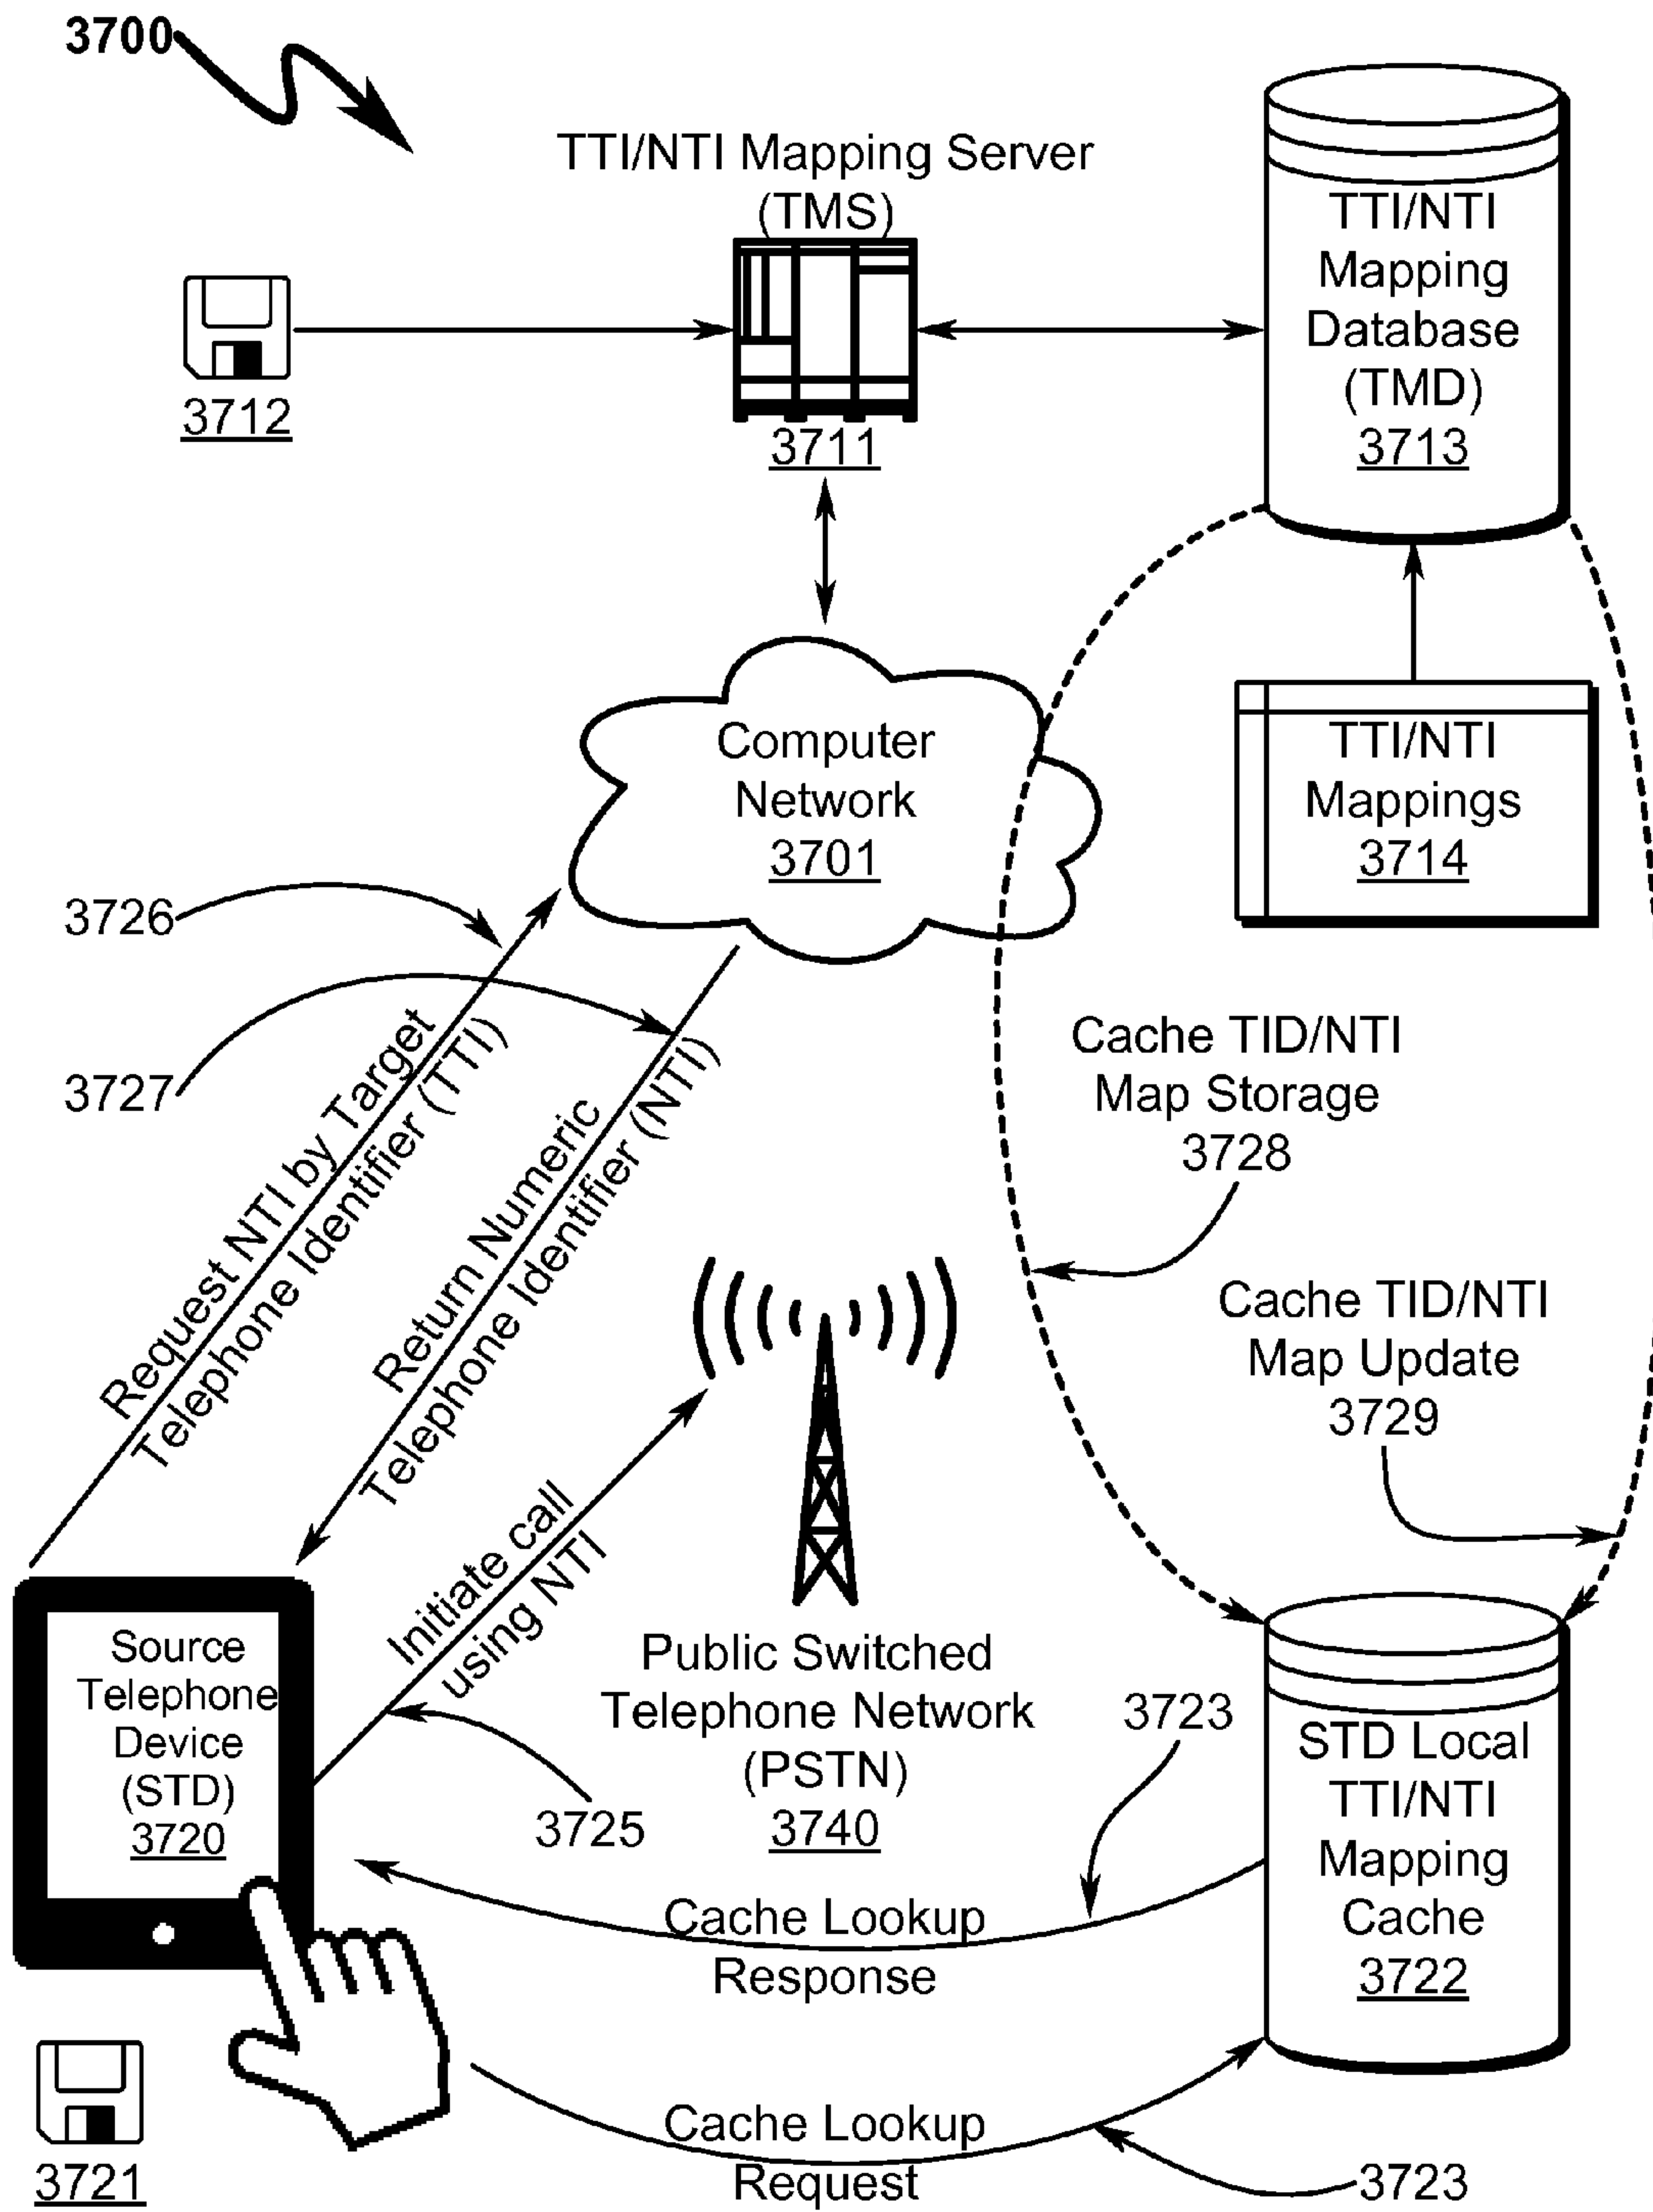 3700
TTI/NTI Mapping Server
(TMS)
3711
3712
TTI/NTI
Mapping
Database
(TMD)
3713
Computer
Network
3701
TTI/NTI
Mappings
3714
3726
3727
Request NTI by Target
Telephone Identifier (TTI)
Return Numeric
Telephone Identifier (NTI)
Cache TID/NTI
Map Storage
3728
Cache TID/NTI
Map Update
3729
Initiate call
using NTI
3725
Source
Telephone
Device
(STD)
3720
Public Switched
Telephone Network
(PSTN)
3740
3723
STD Local
TTI/NTI
Mapping
Cache
3722
Cache Lookup
Response
3721
Cache Lookup
Request
3723